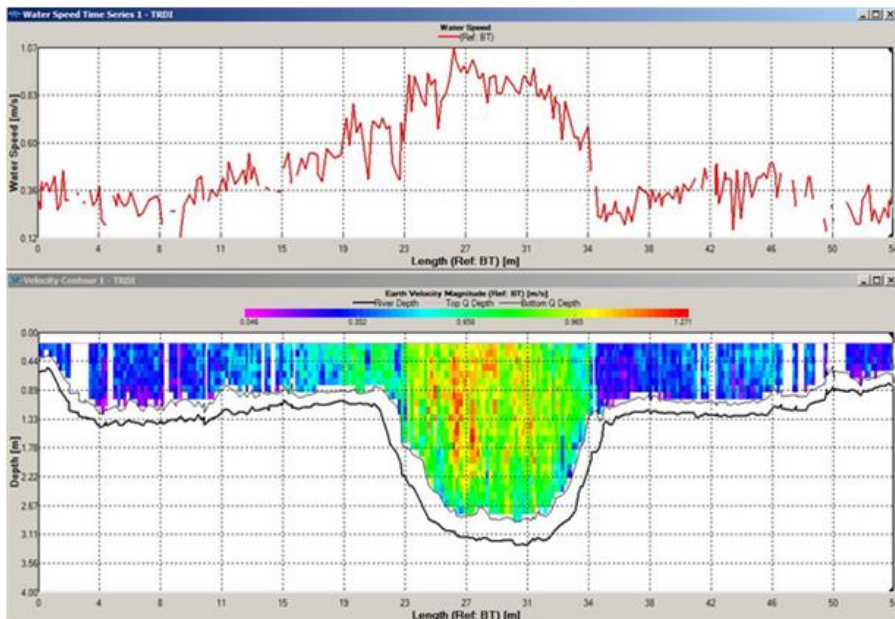 Water Speed Time Series 1 - TRDI
Water Speed
(Ref: BT)
Water Speed [m/s]
1.07
0.83
0.60
0.36
0.12
0 4 8 11 15 19 23 27 31 34 38 42 46 50 54
Length (Ref: BT) [m]
Velocity Contour 1 - TRDI
Earth Velocity Magnitude (Ref: BT) [m/s]
River Depth Top Q Depth Bottom Q Depth
0.046 0.352 0.658 0.965 1.271
Depth [m]
0.00
0.44
0.89
1.33
1.78
2.22
2.67
3.11
3.56
4.00
0 4 8 11 15 19 23 27 31 34 38 42 46 50 54
Length (Ref: BT) [m]